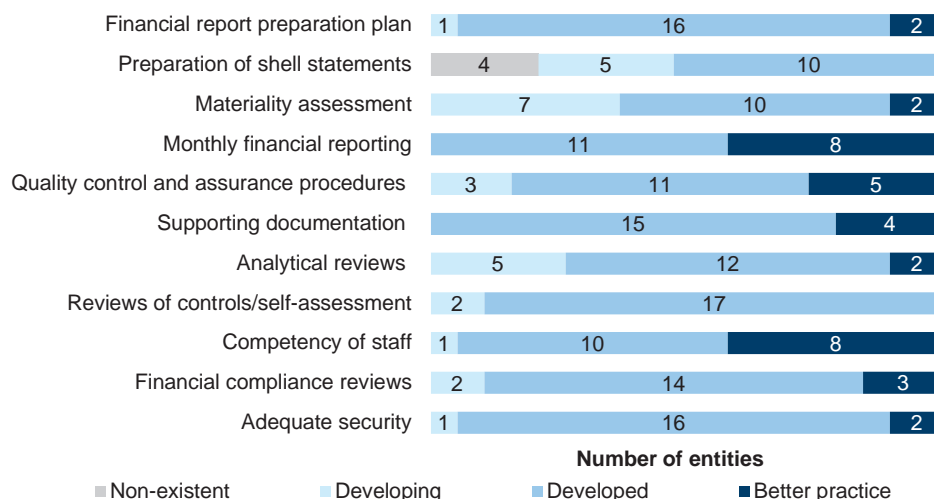 Financial report preparation plan 1 16 2
Preparation of shell statements 4 5 10
Materiality assessment 7 10 2
Monthly financial reporting 11 8
Quality control and assurance procedures 3 11 5
Supporting documentation 15 4
Analytical reviews 5 12 2
Reviews of controls/self-assessment 2 17
Competency of staff 1 10 8
Financial compliance reviews 2 14 3
Adequate security 1 16 2
Number of entities
Non-existent Developing Developed Better practice